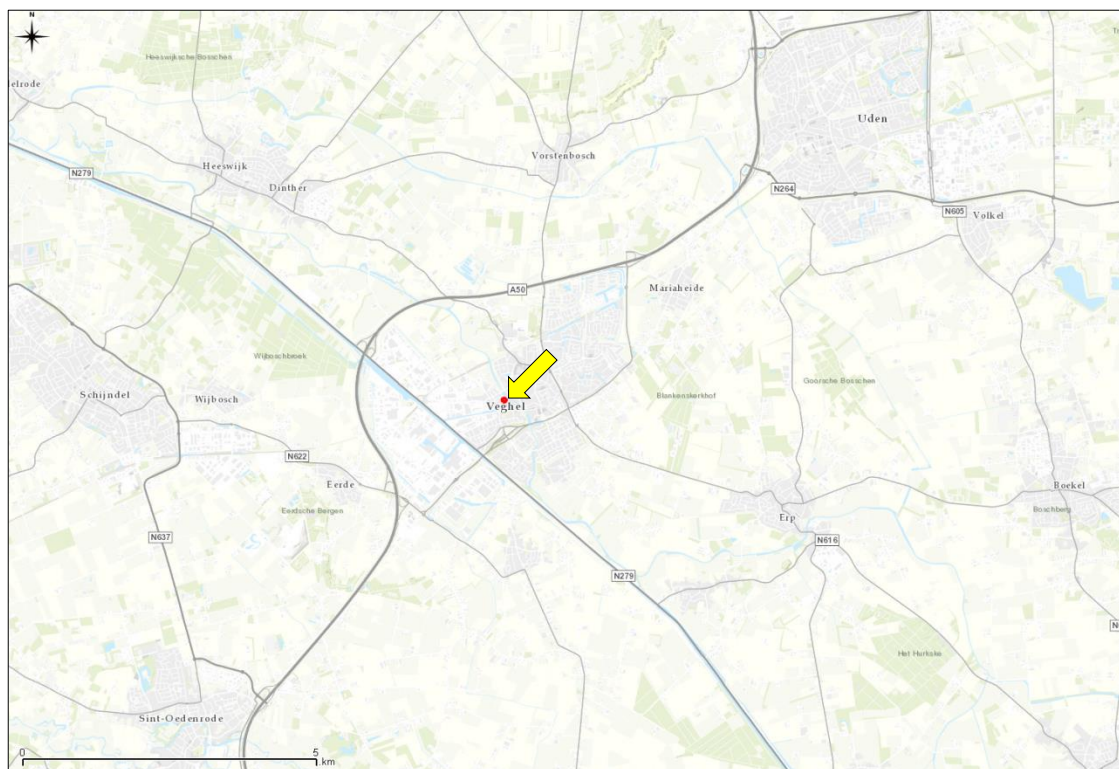 N
Heeswijksche Bosschen
elrode
Uden
Heeswijk
Vorstenbosch
N279
Dinther
N264
N605
Volkel
A50
Mariaheide
Wijboschbroek
Goorsche Bosschen
Schijndel
Wijbosch
Blankenskerkhof
Veghel
N622
Eerde
Boekel
Eerdsche Bergen
Erp
Boschberg
N637
N616
N279
N
Het Hurkske
Sint-Oedenrode
0
5
km